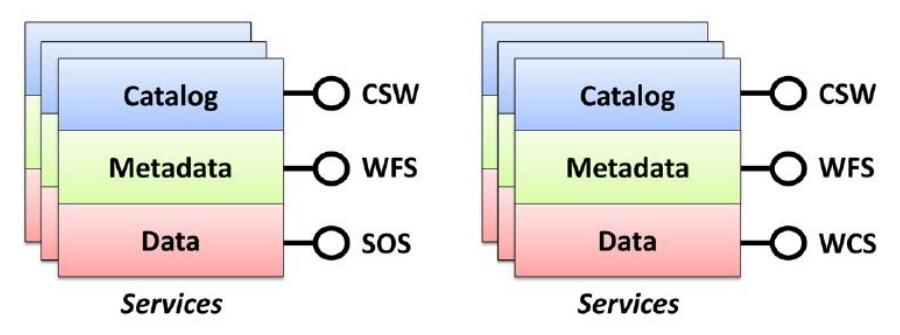 Catalog CSW
Metadata WFS
Data SOS
Services
Catalog CSW
Metadata WFS
Data WCS
Services